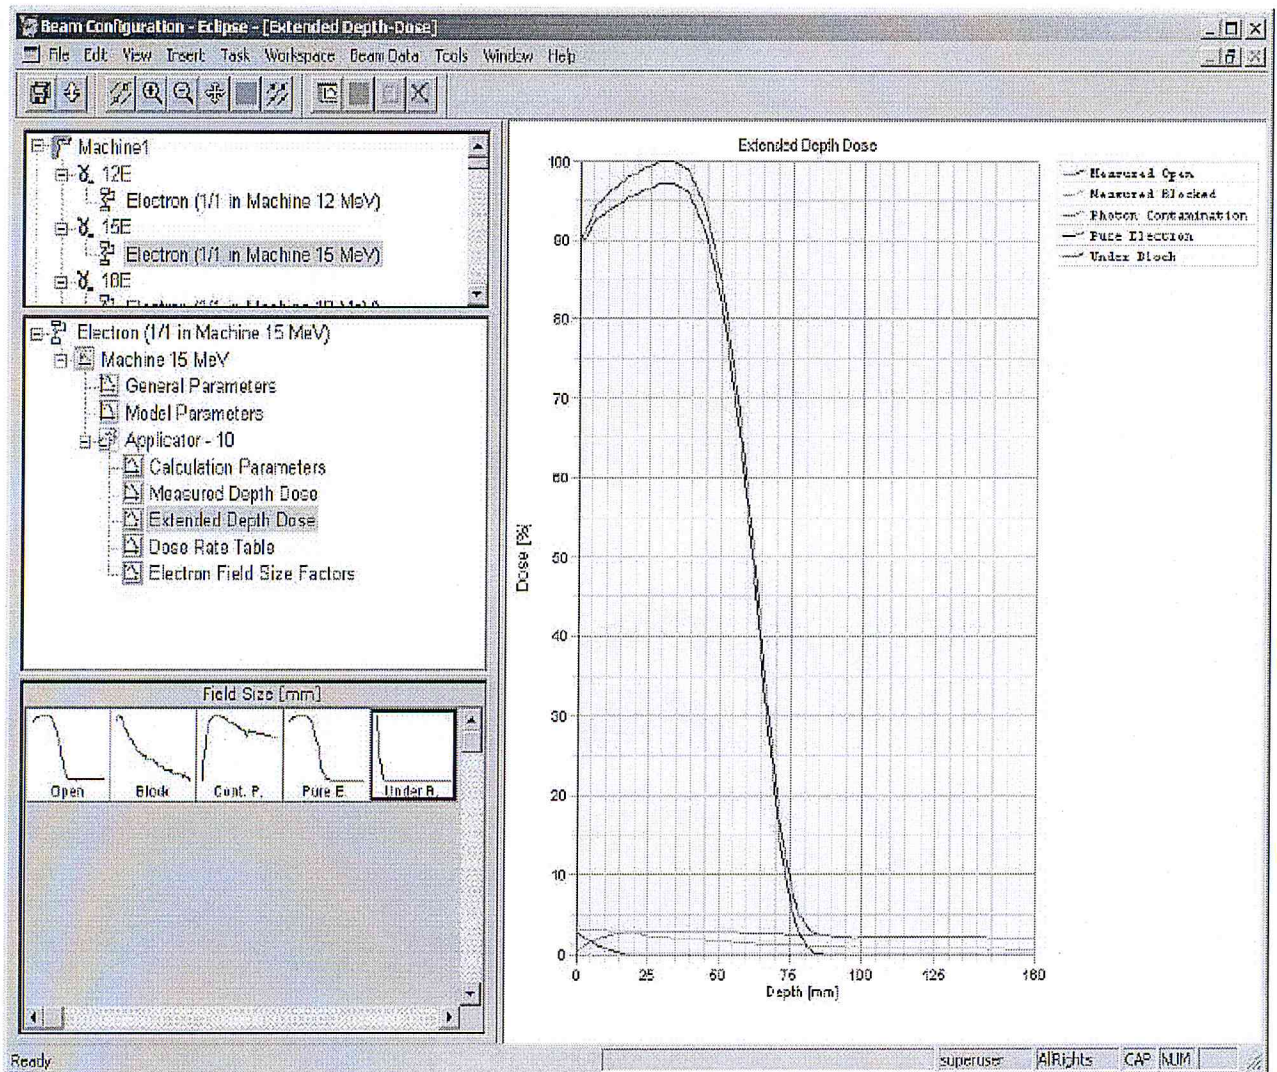 Beam Configuration - Eclipse - [Extended Depth-Dose]
File Edit View Insert Task Workspace Beam Data Tools Window Help
Machine1
12E
Electron (1/1 in Machine 12 MeV)
15E
Electron (1/1 in Machine 15 MeV)
18E
Electron (1/1 in Machine 15 MeV)
Machine 15 MeV
General Parameters
Model Parameters
Applicator - 10
Calculation Parameters
Measured Depth Dose
Extended Depth Dose
Dose Rate Table
Electron Field Size Factors
Field Size [mm]
Open Block Cont. P. Pure E. Under B.
Extended Depth Dose
100
90
80
70
60
50
40
30
20
10
0
Dose [%]
0 25 50 75 100 125 160
Depth [mm]
Measured Open
Measured Blocked
Photon Contamination
Pure Electron
Under Block
Ready superuser AllRights CAP NUM